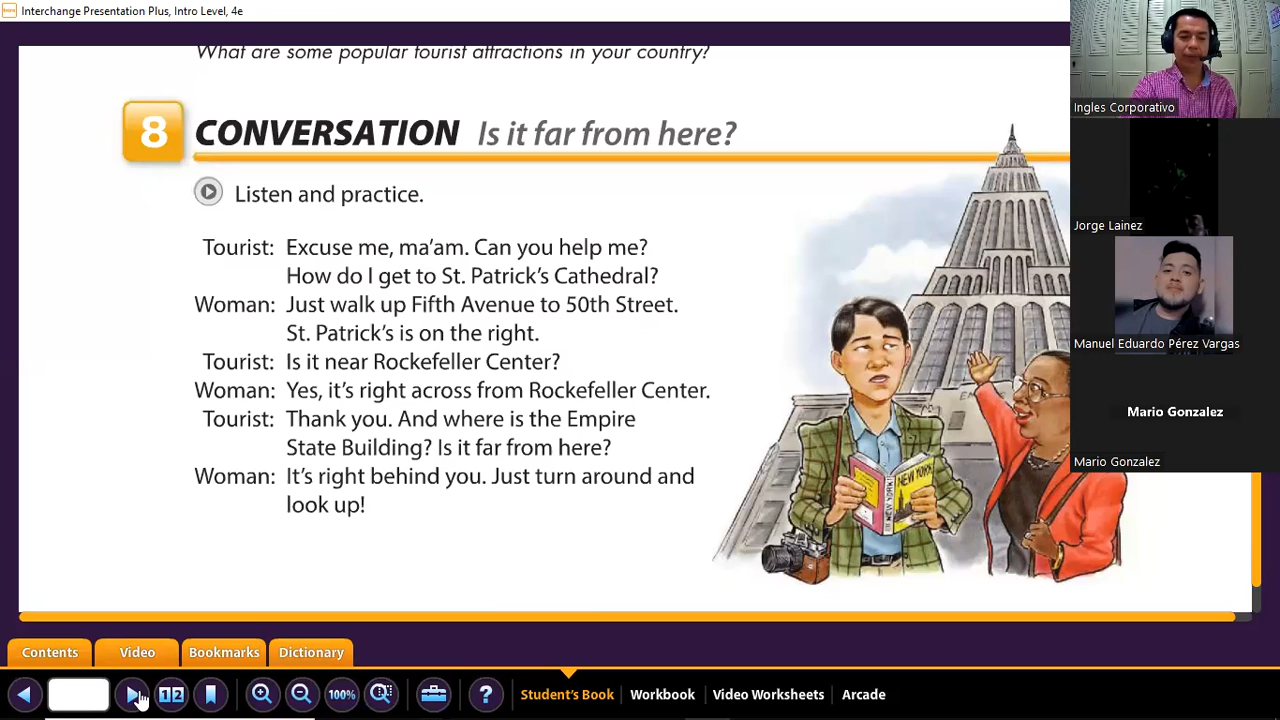 Interchange Presentation Plus, Intro Level, 4e
What are some popular tourist attractions in your country?
8 CONVERSATION Is it far from here?
Listen and practice.
Tourist: Excuse me, ma'am. Can you help me?
How do I get to St. Patrick's Cathedral?
Woman: Just walk up Fifth Avenue to 50th Street.
St. Patrick's is on the right.
Tourist: Is it near Rockefeller Center?
Woman: Yes, it's right across from Rockefeller Center.
Tourist: Thank you. And where is the Empire
State Building? Is it far from here?
Woman: It's right behind you. Just turn around and
look up!
NEW YORK
Ingles Corporativo
Jorge Lainez
Manuel Eduardo Pérez Vargas
Mario Gonzalez
Mario Gonzalez
Contents Video Bookmarks Dictionary
12 100% ? Student's Book Workbook Video Worksheets Arcade